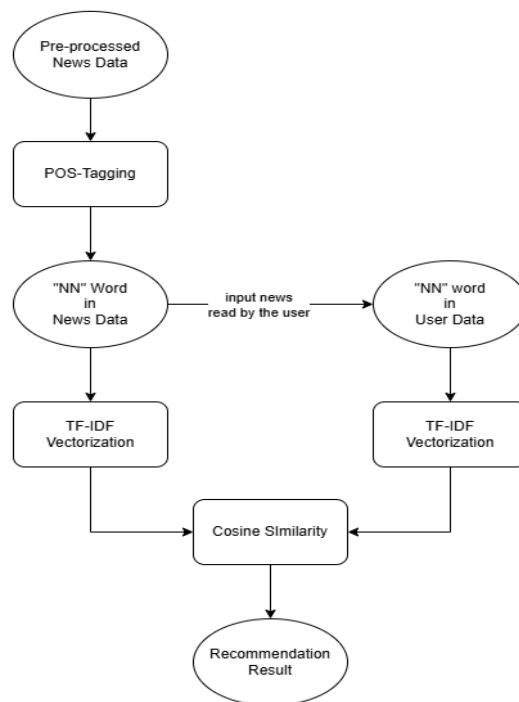 Pre-processed
News Data
POS-Tagging
"NN" Word
in
News Data
input news
read by the user
"NN" word
in
User Data
TF-IDF
Vectorization
TF-IDF
Vectorization
Cosine SImilarity
Recommendation
Result